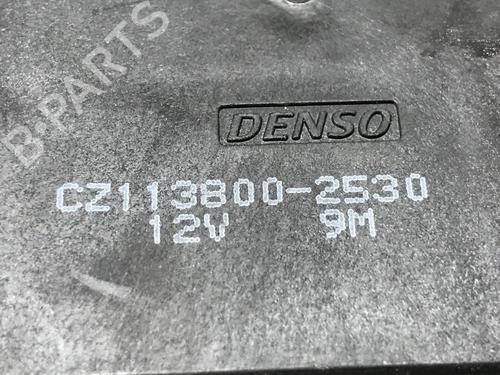 B-PARTS
DENSO
CZ113800-2530
12V 9M